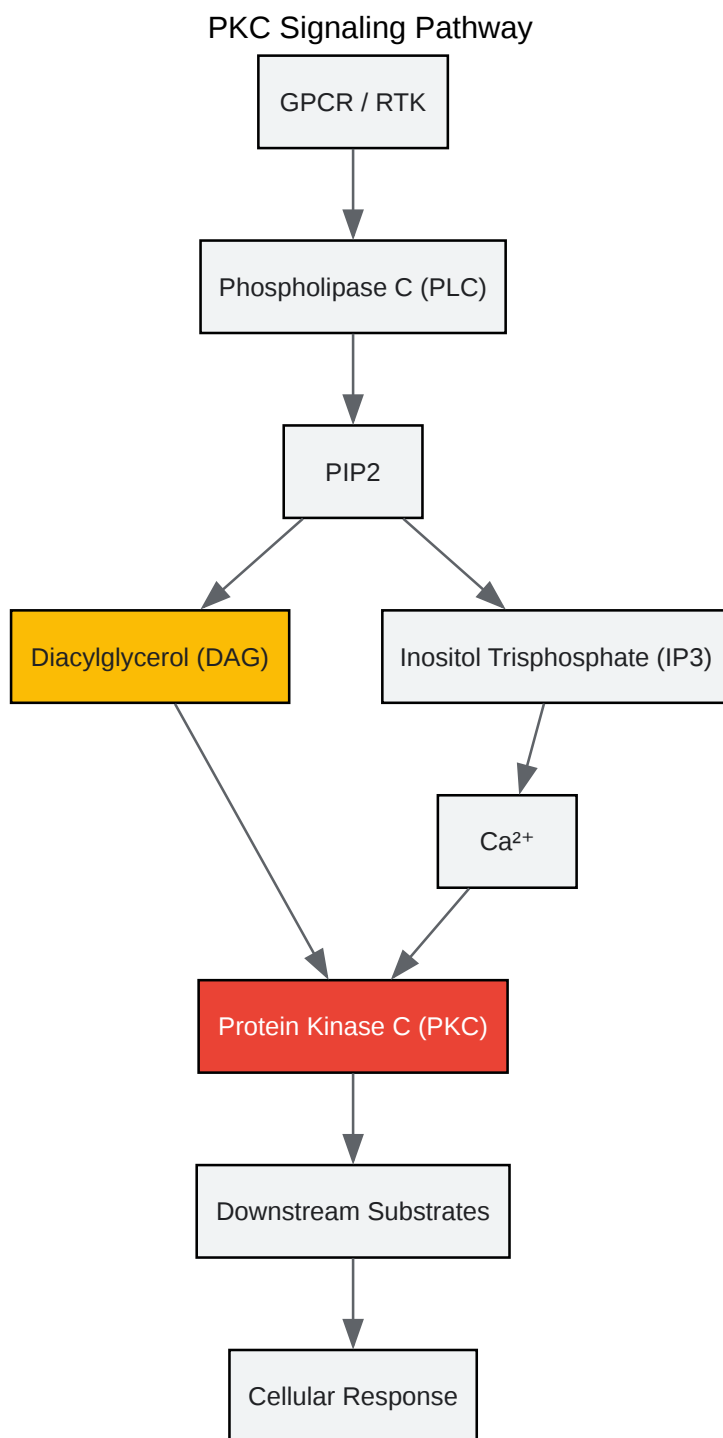 PKC Signaling Pathway
GPCR / RTK
Phospholipase C (PLC)
PIP2
Diacylglycerol (DAG)
Inositol Trisphosphate (IP3)
Ca²⁺
Protein Kinase C (PKC)
Downstream Substrates
Cellular Response